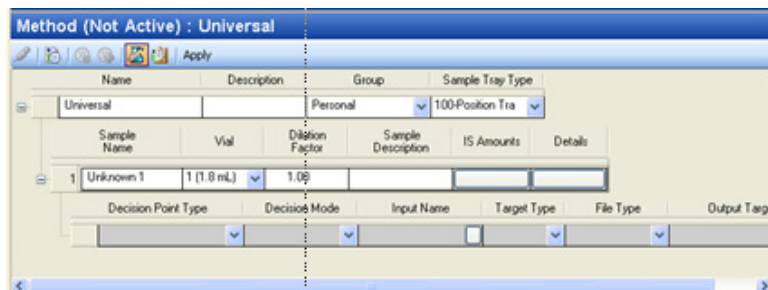 Method (Not Active) : Universal
Apply
Name Description Group Sample Tray Type
Universal Personal 100-Position Tra
Sample Name Vial Dilution Factor Sample Description IS Amounts Details
1 Unknown 1 1 (1.8 mL) 1.00
Decision Point Type Decision Mode Input Name Target Type File Type Output Targ